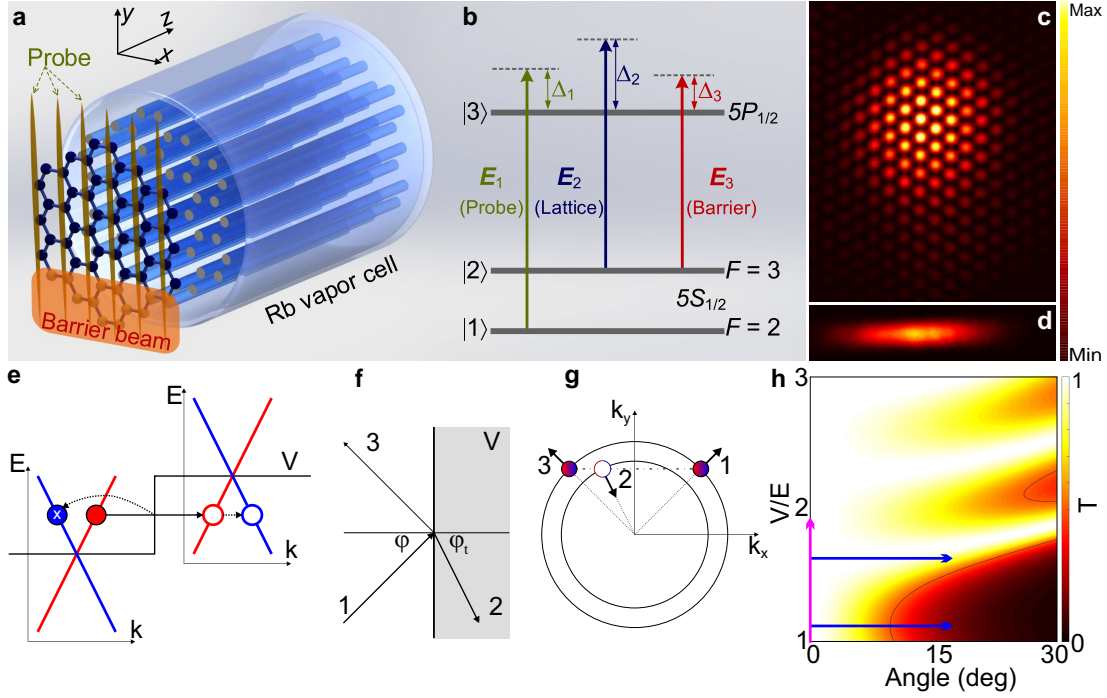 a
y
z
x
Probe
Rb vapor cell
Barrier beam
b
Δ1
Δ2
Δ3
|3⟩
5P1/2
E1
(Probe)
E2
(Lattice)
E3
(Barrier)
|2⟩
F = 3
5S1/2
|1⟩
F = 2
c
Max
d
Min
e
E
V
k
E
x
k
f
3
V
φ
φt
1
2
g
ky
3
2
1
kx
h
3
2
1
V/E
0
15
30
Angle (deg)
1
T
0